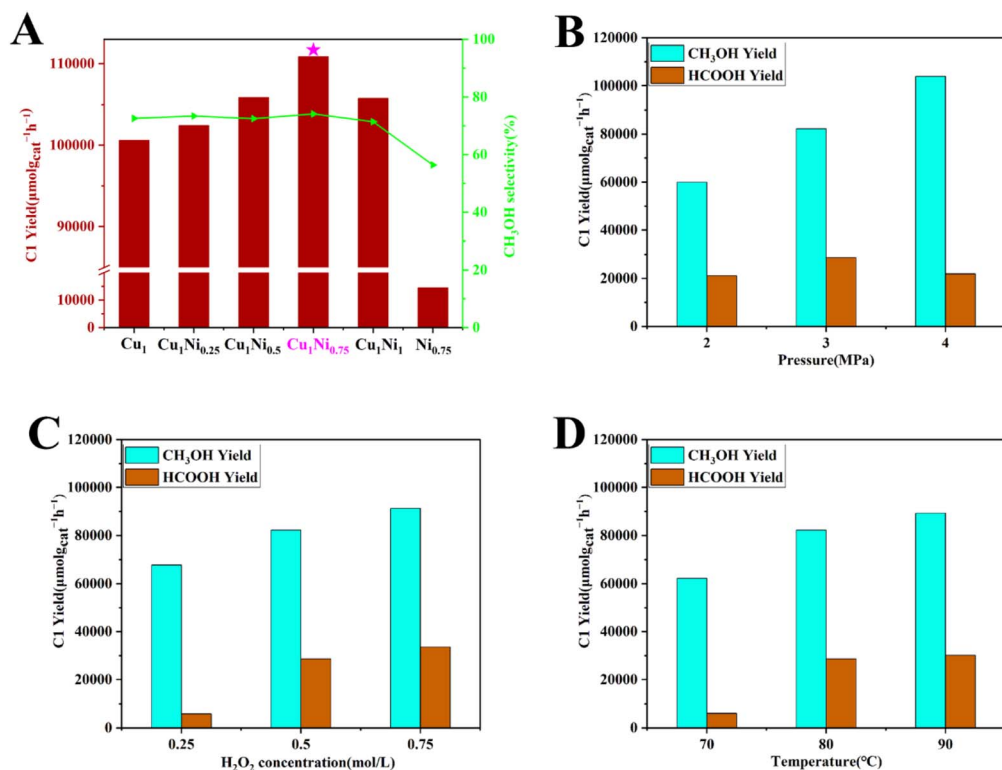 A
C1 Yield(μmolg_cat⁻¹h⁻¹)
110000
100000
90000
10000
0
CH₃OH selectivity(%)
100
80
60
40
20
0
Cu₁ Cu₁Ni₀.₂₅ Cu₁Ni₀.₅ Cu₁Ni₀.₇₅ Cu₁Ni₁ Ni₀.₇₅
B
C1 Yield(μmolg_cat⁻¹h⁻¹)
120000
100000
80000
60000
40000
20000
0
CH₃OH Yield
HCOOH Yield
2 3 4
Pressure(MPa)
C
C1 Yield(μmolg_cat⁻¹h⁻¹)
120000
100000
80000
60000
40000
20000
0
CH₃OH Yield
HCOOH Yield
0.25 0.5 0.75
H₂O₂ concentration(mol/L)
D
C1 Yield(μmolg_cat⁻¹h⁻¹)
120000
100000
80000
60000
40000
20000
0
CH₃OH Yield
HCOOH Yield
70 80 90
Temperature(℃)